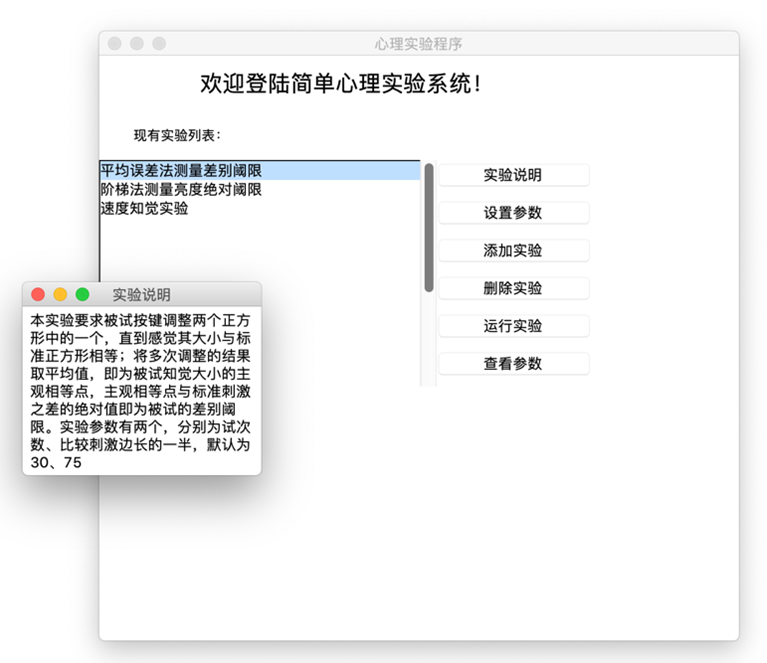 心理实验程序
欢迎登陆简单心理实验系统！
现有实验列表：
平均误差法测量差别阈限
阶梯法测量亮度绝对阈限
速度知觉实验
实验说明
设置参数
添加实验
删除实验
运行实验
查看参数
实验说明
本实验要求被试按键调整两个正方
形中的一个，直到感觉其大小与标
准正方形相等；将多次调整的结果
取平均值，即为被试知觉大小的主
观相等点，主观相等点与标准刺激
之差的绝对值即为被试的差别阈
限。实验参数有两个，分别为试次
数、比较刺激边长的一半，默认为
30、75